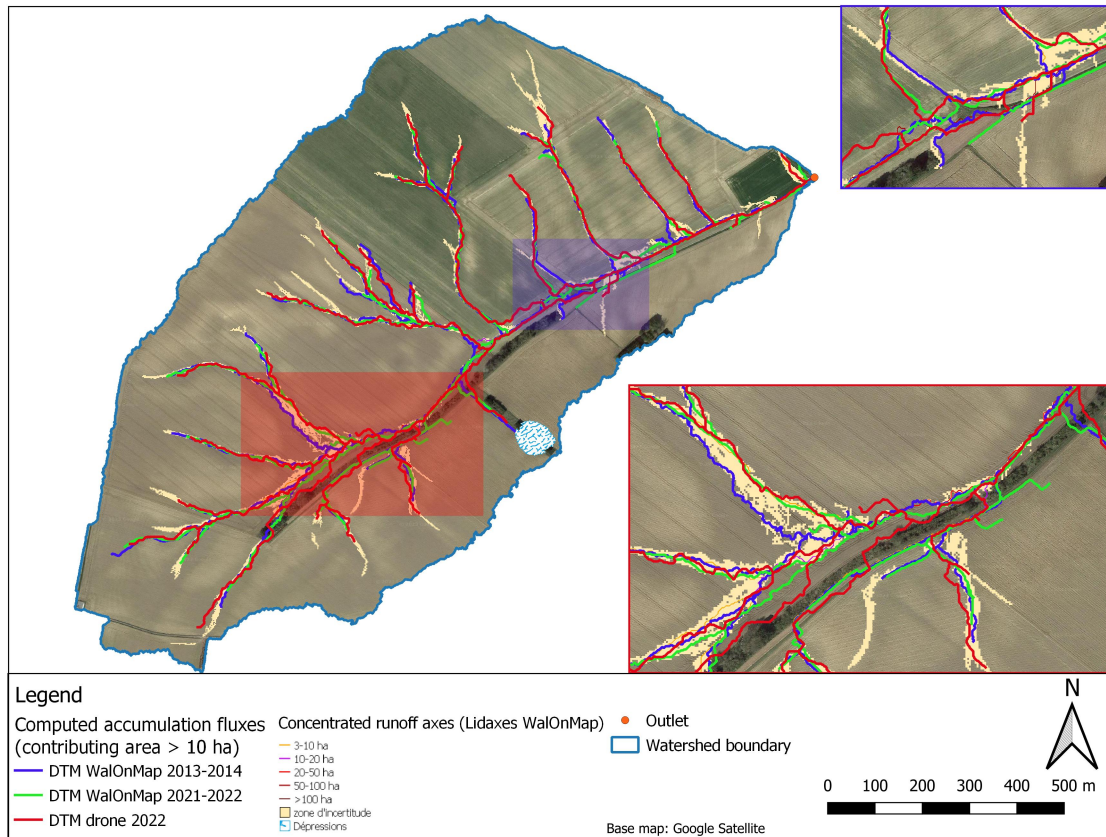 Legend
Computed accumulation fluxes
(contributing area > 10 ha)
DTM WalOnMap 2013-2014
DTM WalOnMap 2021-2022
DTM drone 2022
Concentrated runoff axes (Lidaxes WalOnMap)
3-10 ha
10-20 ha
20-50 ha
50-100 ha
>100 ha
zone d'incertitude
Dépressions
Outlet
Watershed boundary
Base map: Google Satellite
N
0 100 200 300 400 500 m